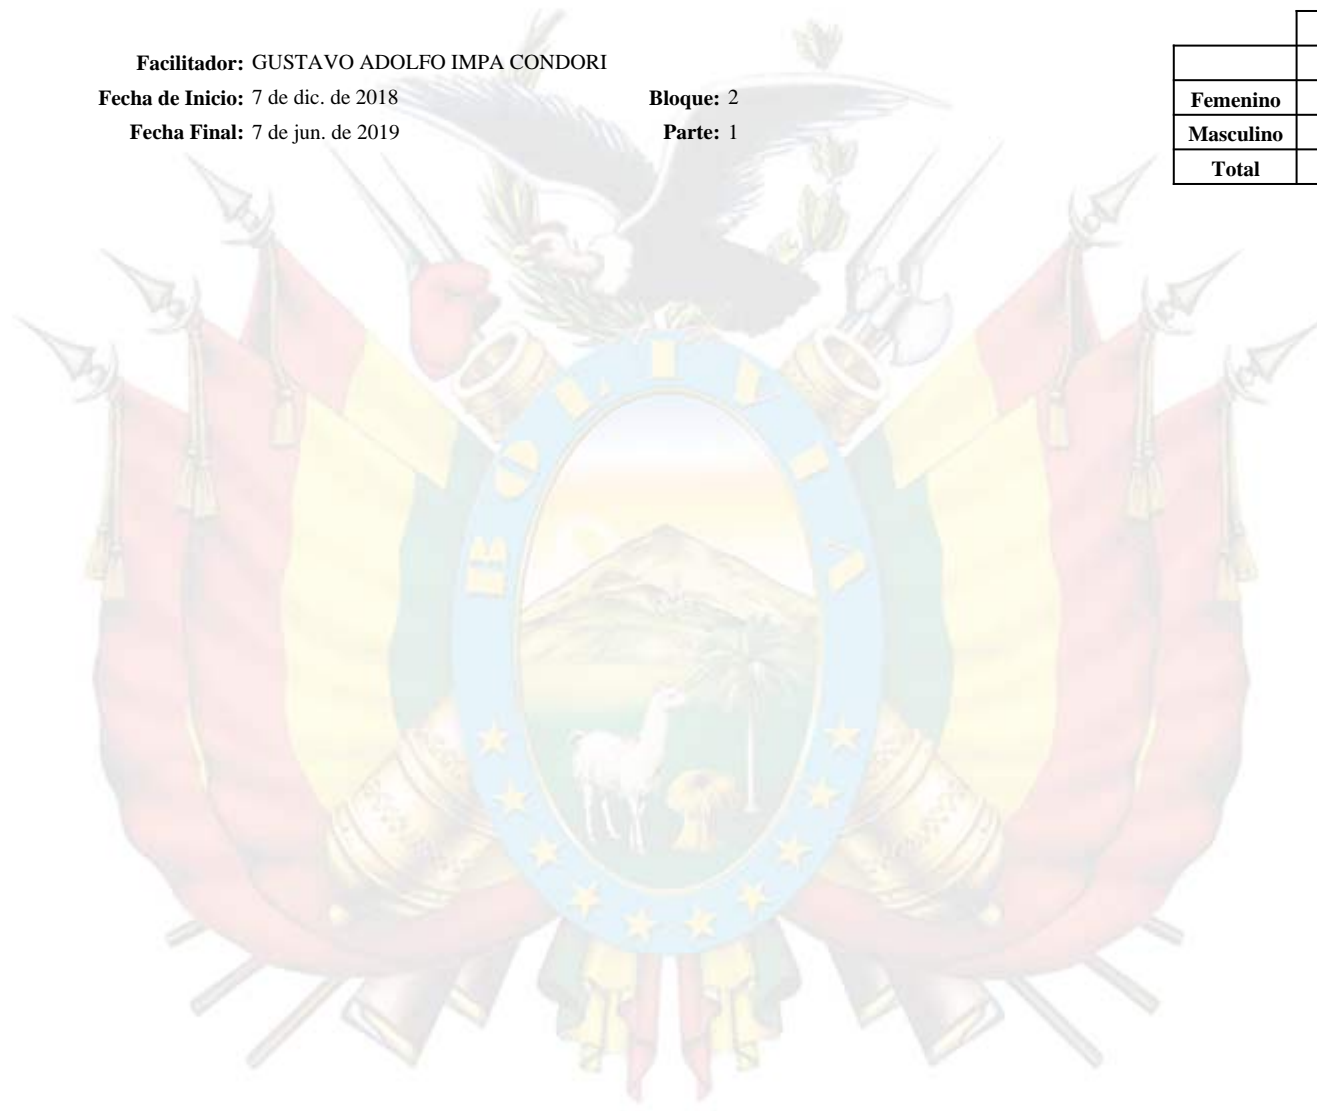 Facilitador: GUSTAVO ADOLFO IMPA CONDORI
Fecha de Inicio: 7 de dic. de 2018 Bloque: 2
Fecha Final: 7 de jun. de 2019 Parte: 1
Femenino
Masculino
Total
BOLIVIA